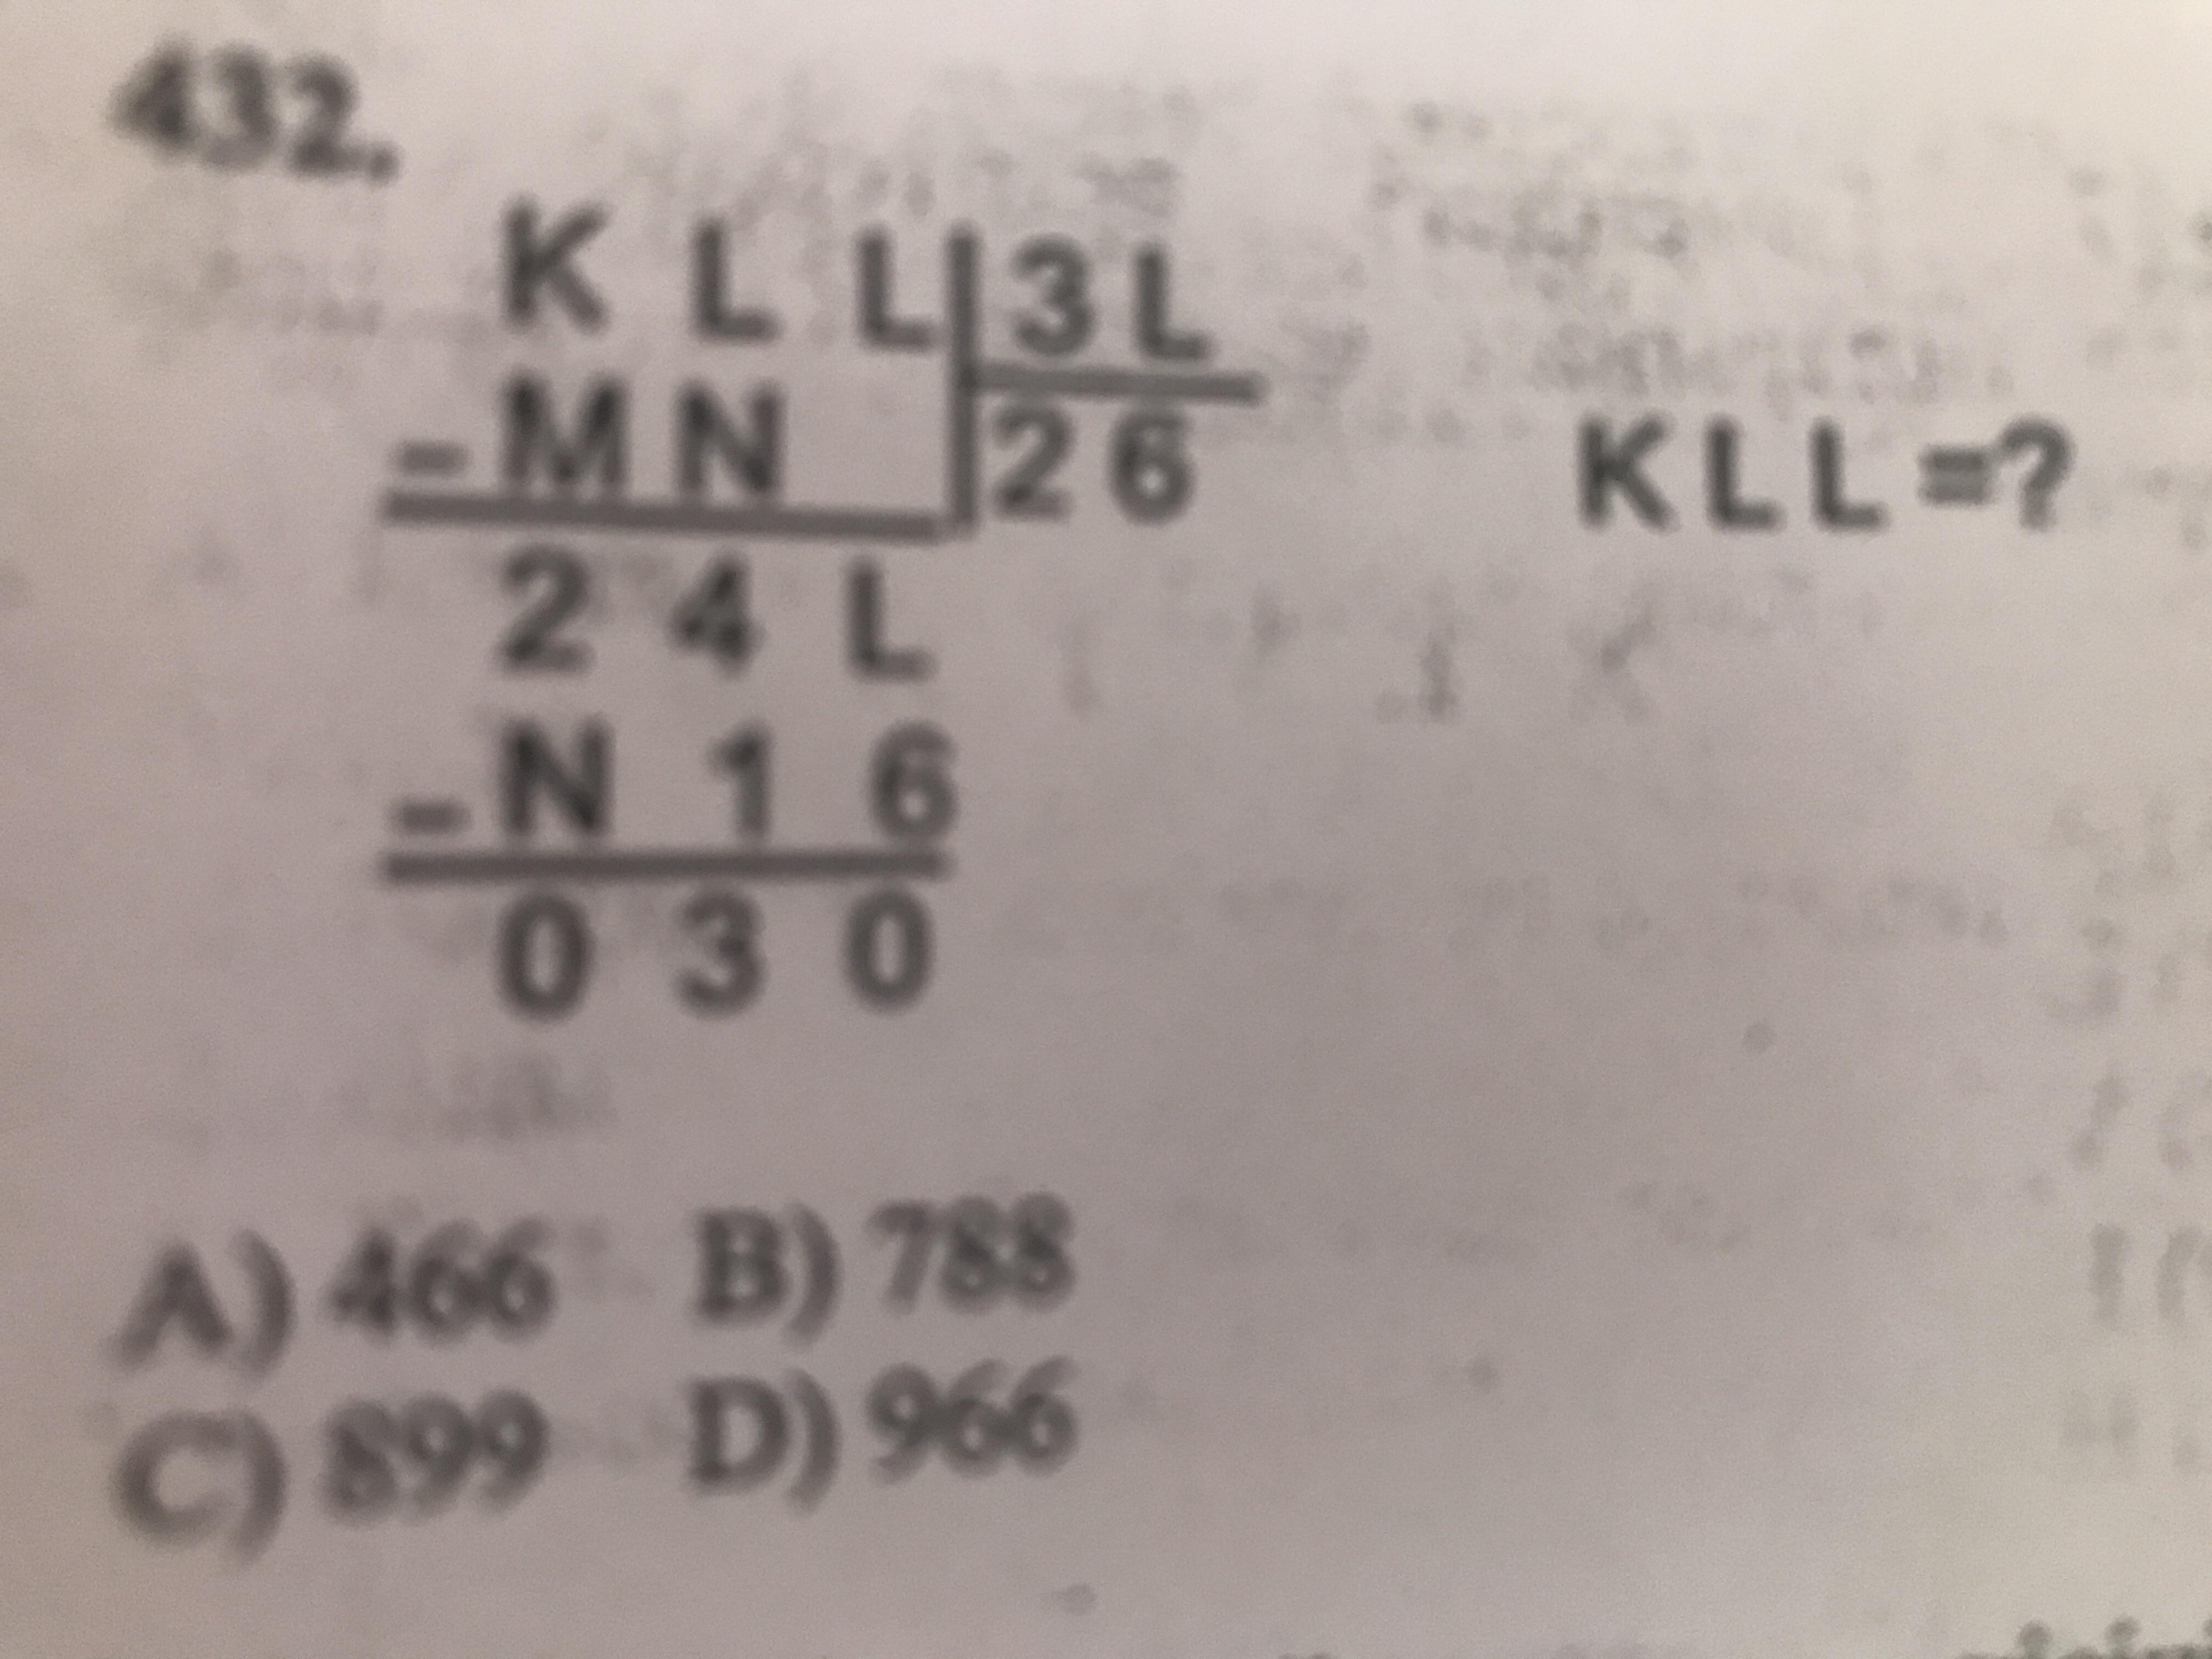 432.
K L L 3 L
- M N 2 6
K L L = ?
2 4 L
- N 1 6
0 3 0
A) 466 B) 788
C) 899 D) 966